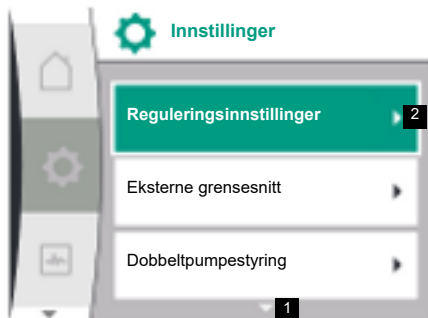 Innstillinger
Reguleringsinnstillinger
2
Eksterne grensesnitt
Dobbeltpumpestyring
1